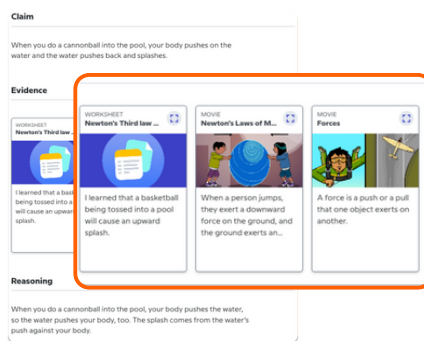 Claim
When you do a cannonball into the pool, your body pushes on the
water and the water pushes back and splashes.
Evidence
WORKSHEET
Newton's Third law ...
I learned that a basketball
being tossed into a pool
will cause an upward
splash.
MOVIE
Newton's Laws of M...
When a person jumps,
they exert a downward
force on the ground, and
the ground exerts an...
MOVIE
Forces
A force is a push or a pull
that one object exerts on
another.
WORKSHEET
Newton's Third law
I learned that a bask
being tossed into a
will cause an upwar
splash.
Reasoning
When you do a cannonball into the pool, your body pushes the water,
so the water pushes your body, too. The splash comes from the water's
push against your body.